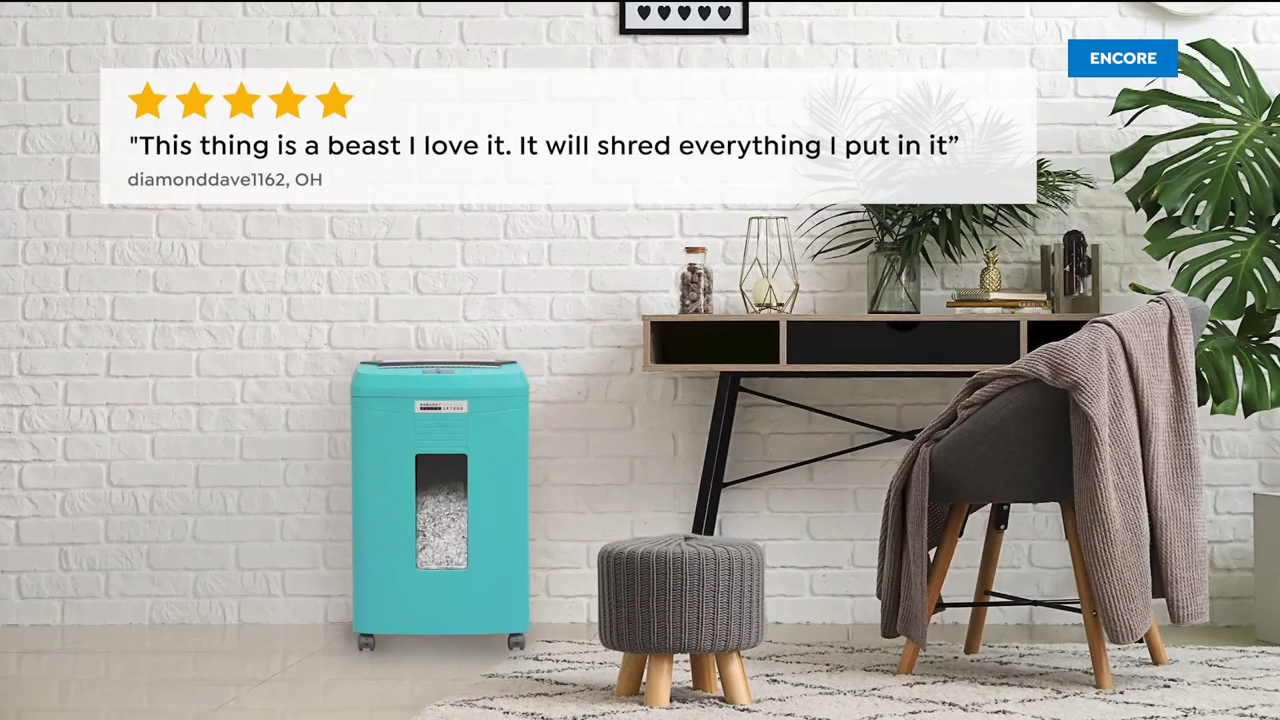 ENCORE
"This thing is a beast I love it. It will shred everything I put in it”
diamonddave1162, OH